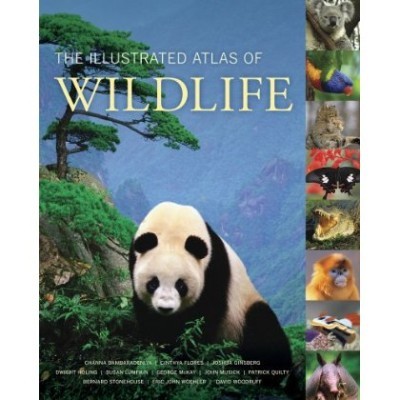 THE ILLUSTRATED ATLAS OF
WILDLIFE
CHANNA BAMBARADENIYA | CINTHYA FLORES | JOSHUA GINSBERG
DWIGHT HOLING | SUSAN LUMPKIN | GEORGE MCKAY | JOHN MUSICK | PATRICK QUILTY
BERNARD STONEHOUSE | ERIC JOHN WOEHLER | DAVID WOODRUFF